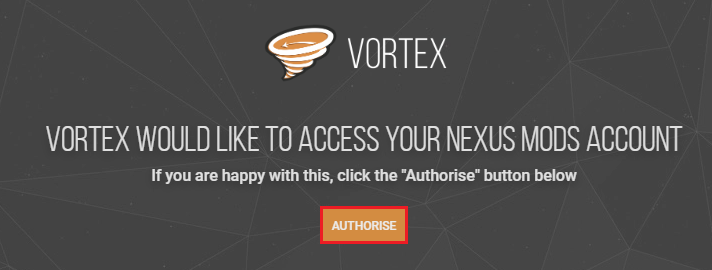 VORTEX
VORTEX WOULD LIKE TO ACCESS YOUR NEXUS MODS ACCOUNT
If you are happy with this, click the "Authorise" button below
AUTHORISE